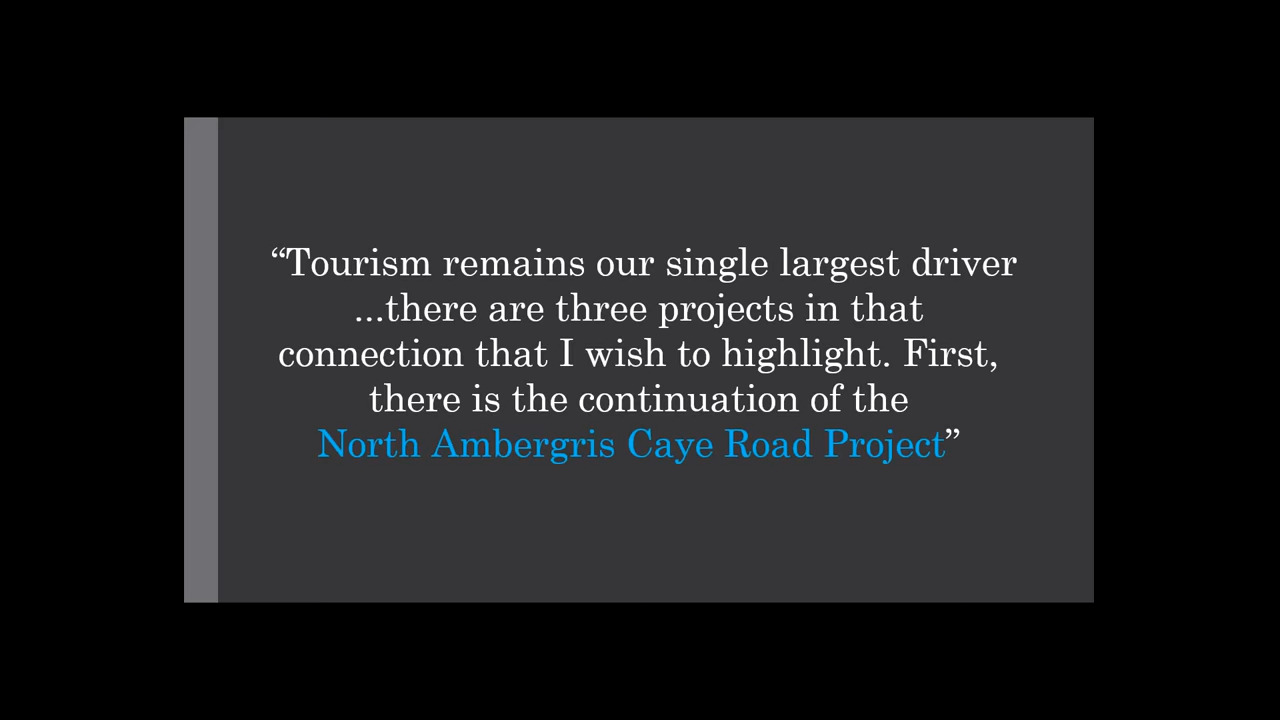 “Tourism remains our single largest driver
...there are three projects in that
connection that I wish to highlight. First,
there is the continuation of the
North Ambergris Caye Road Project”